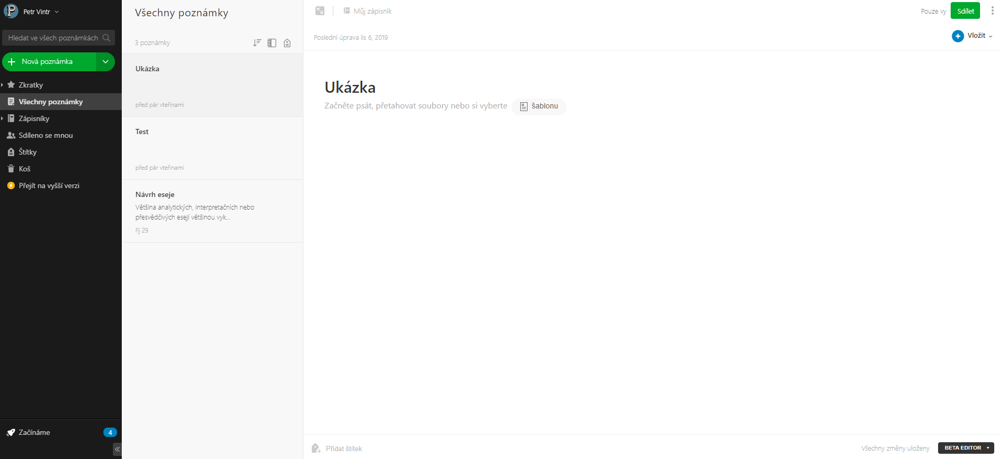 Petr Vintr
Hledat ve všech poznámkách
Nová poznámka
Zkratky
Všechny poznámky
Zápisníky
Sdíleno se mnou
Štítky
Koš
Přejít na vyšší verzi
Začínáme
4
Všechny poznámky
3 poznámky
Ukázka
před pár vteřinami
Test
před pár vteřinami
Návrh eseje
Většina analytických, interpretačních nebo
přesvědčivých esejí většinou vyk...
říj 29
Můj zápisník
Pouze vy
Sdílet
Poslední úprava lis 6, 2019
Vložit
Ukázka
Začněte psát, přetahovat soubory nebo si vyberte šablonu
Přidat štítek
Všechny změny uloženy
BETA EDITOR